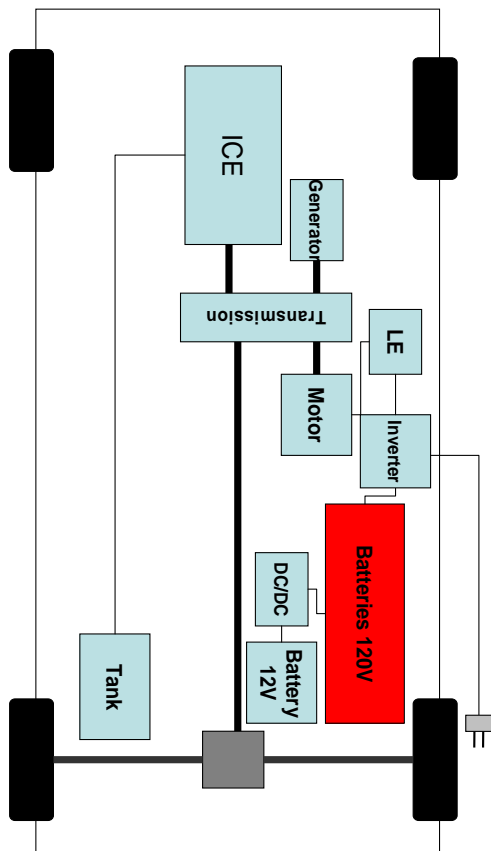 ICE
Generator
Transmission
LE
Motor
Inverter
Batteries 120V
DC/DC
Battery
12V
Tank